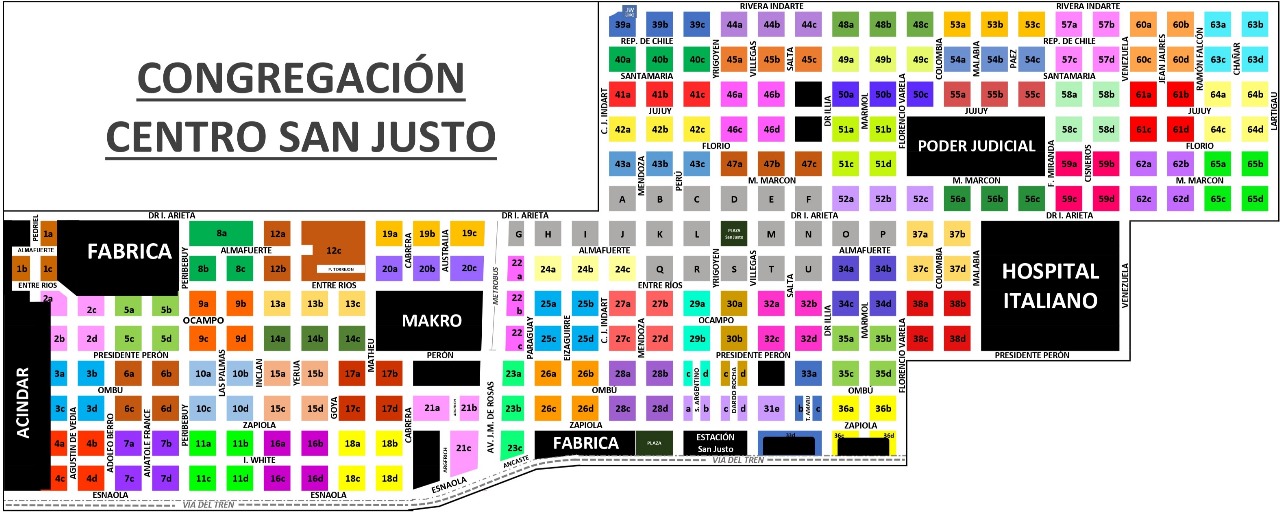 CONGREGACIÓN
CENTRO SAN JUSTO
RIVERA INDARTE RIVERA INDARTE
39a 39b 39c 44a 44b 44c 48a 48b 48c 53a 53b 53c 57a 57b 60a 60b 63a 63b
REP. DE CHILE REP. DE CHILE
40a 40b 40c YRIGOYEN 45a VILLEGAS 45b SALTA 45c 49a 49b 49c COLOMBIA 54a MALABIA 54b PAEZ 54c 57c 57d VENEZUELA 60c JEAN JAURES 60d RAMÓN FALCÓN 63c CHAÑAR 63d
SANTAMARIA SANTAMARIA
C. J. INDART 41a 41b 41c 46a 46b DR ILLIA 50a MARMOL 50b FLORENCIO VARELA 50c 55a 55b 55c 58a 58b 61a 61b 64a 64b LARTIGAU
JUJUY JUJUY JUJUY
42a 42b 42c 46c 46d 51a 51b PODER JUDICIAL 58c 58d 61c 61d 64c 64d
FLORIO FLORIO
43a MENDOZA 43b PERÚ 43c 47a 47b 47c 51c 51d F. MIRANDA 59a CISNEROS 59b 62a 62b 65a 65b
M. MARCON M. MARCON M. MARCON
A B C D E F 52a 52b 52c 56a 56b 56c 59c 59d 62c 62d 65c 65d
DR I. ARIETA DR I. ARIETA DR I. ARIETA DR I. ARIETA
PEDRIEL 1a FABRICA 8a 12a 12c 19a CABRERA 19b AUSTRALIA 19c G H I J K L PLAZA San Justo M N O P 37a 37b HOSPITAL ITALIANO
ALMAFUERTE ALMAFUERTE ALMAFUERTE ALMAFUERTE
1b 1c PERIBEBUY 8b 8c 12b P. TORREJON 20a 20b 20c METROBUS 22a 24a 24b 24c Q R YRIGOYEN S VILLEGAS T SALTA U 34a 34b 37c COLOMBIA 37d MALABIA VENEZUELA
ENTRE RIOS ENTRE RIOS ENTRE RÍOS
2a 2c 5a 5b 9a 9b 13a 13b 13c MAKRO 22b 25a 25b C. J. INDART 27a 27b 29a 30a 32a 32b 34c 34d 38a 38b
OCAMPO OCAMPO
2b 2d 5c 5d 9c 9d 14a 14b 14c MATHEU 22c PARAGUAY 25c EIZAGUIRRE 25d 27c MENDOZA 27d 29b 30b 32c 32d DR ILLIA 35a MARMOL 35b FLORENCIO VARELA 38c 38d
PRESIDENTE PERÓN PERÓN PRESIDENTE PERÓN PRESIDENTE PERÓN
ACINDAR 3a 3b 6a 6b 10a LAS PALMAS 10b INCLAN 15a YERUA 15b 17a 17b 23a 26a 26b 28a 28b c S. ARGENTINO d c DARDO ROCHA d 33a 35c 35d
OMBÚ OMBÚ OMBÚ
3c 3d 6c 6d PERIBEBUY 10c 10d 15c 15d GOYA 17c 17d CABRERA 21a 21b AV. J.M. DE ROSAS 23b 26c 26d 28c 28d a b c d 31e b T. AMARU c 36a 36b
ZAPIOLA ZAPIOLA ZAPIOLA
4a AGUSTIN DE VEDIA 4b ADOLFO BERRO 7a ANATOLE FRANCE 7b 11a 11b 16a 16b 18a 18b 21c 23c FABRICA PLAZA ESTACIÓN San Justo 36c 36d
I. WHITE
4c 4d 7c 7d 11c 11d 16c 16d 18c 18d ANCASTE
ESNAOLA ESNAOLA ESNAOLA
VIA DEL TREN VIA DEL TREN